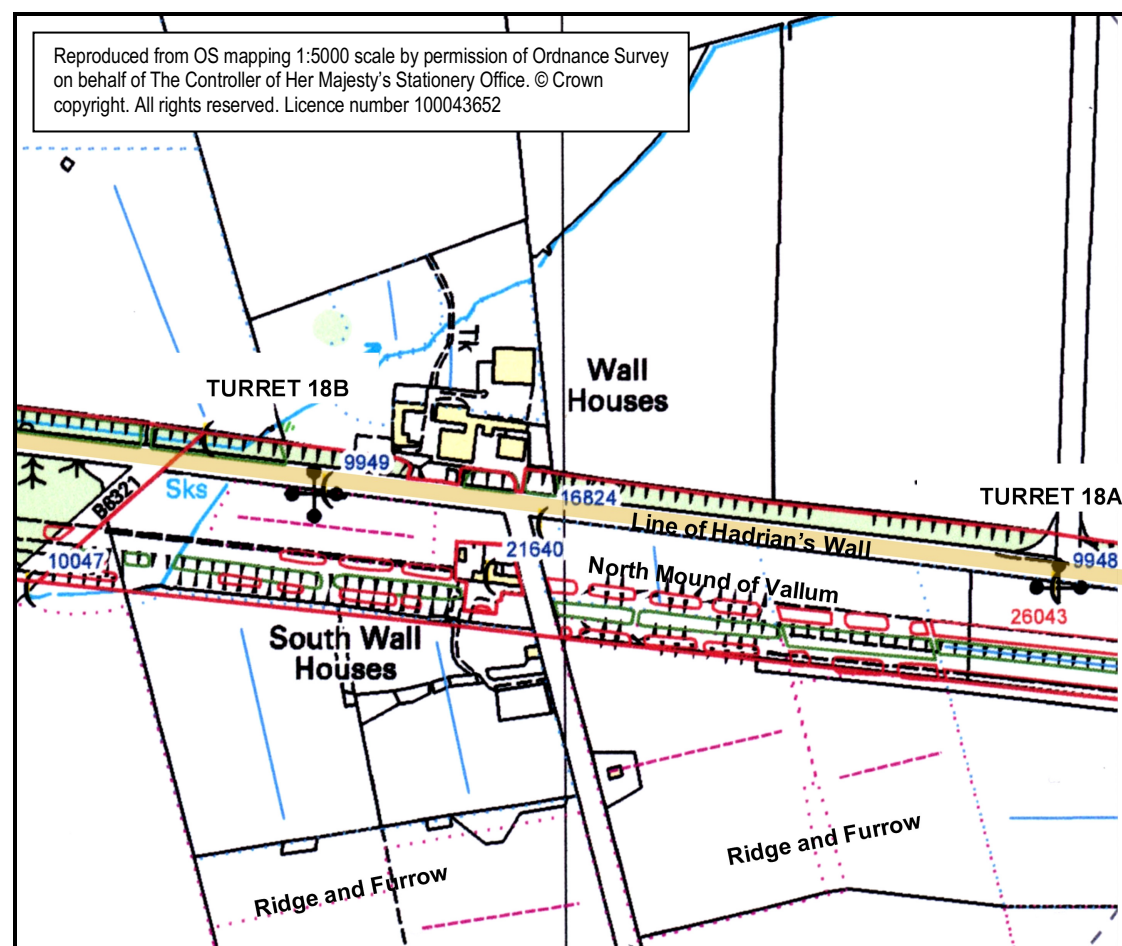 Reproduced from OS mapping 1:5000 scale by permission of Ordnance Survey
on behalf of The Controller of Her Majesty's Stationery Office. © Crown
copyright. All rights reserved. Licence number 100043652
Tk
Wall
Houses
TURRET 18B
9949
16824
TURRET 18A
Sks
B6321
Line of Hadrian's Wall
21640
9948
10047
North Mound of Vallum
26043
South Wall
Houses
Ridge and Furrow
Ridge and Furrow